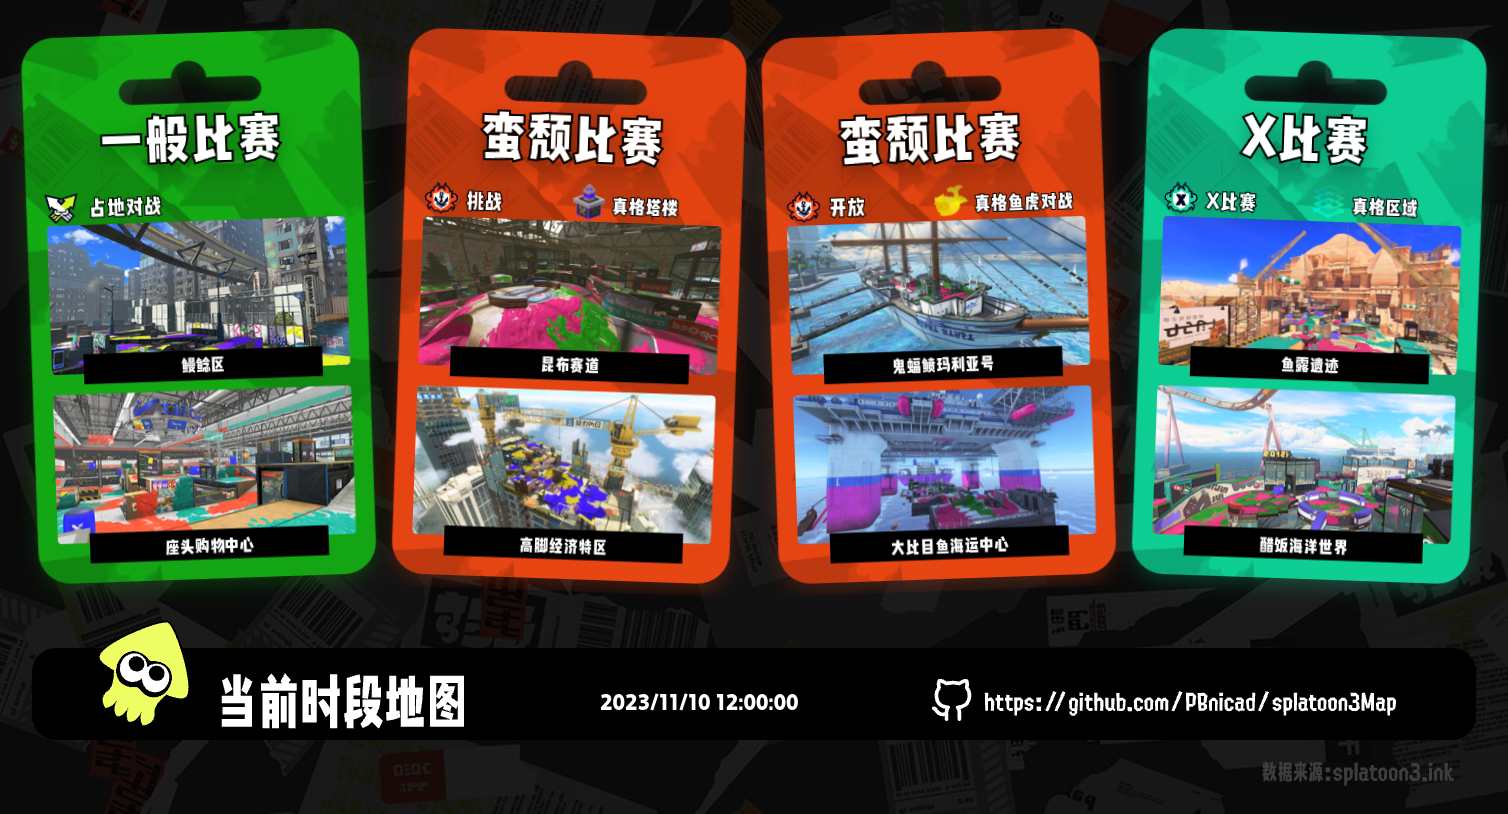 一般比赛
占地对战
鳗鲶区
座头购物中心
蛮颓比赛
挑战
真格塔楼
昆布赛道
高脚经济特区
蛮颓比赛
开放
真格鱼虎对战
鬼蝠鲼玛利亚号
大比目鱼海运中心
X比赛
X比赛
真格区域
鱼露遗迹
醋饭海洋世界
当前时段地图
2023/11/10 12:00:00
https://github.com/PBnicad/splatoon3Map
数据来源:splatoon3.ink